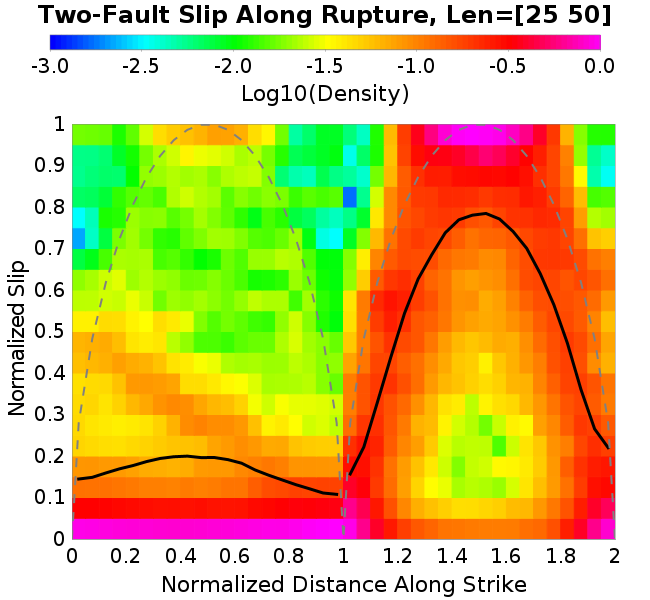 Two-Fault Slip Along Rupture, Len=[25 50]
-3.0 -2.5 -2.0 -1.5 -1.0 -0.5 0.0
Log10(Density)
1
0.9
0.8
0.7
0.6
0.5
0.4
0.3
0.2
0.1
0
Normalized Slip
0 0.2 0.4 0.6 0.8 1 1.2 1.4 1.6 1.8 2
Normalized Distance Along Strike